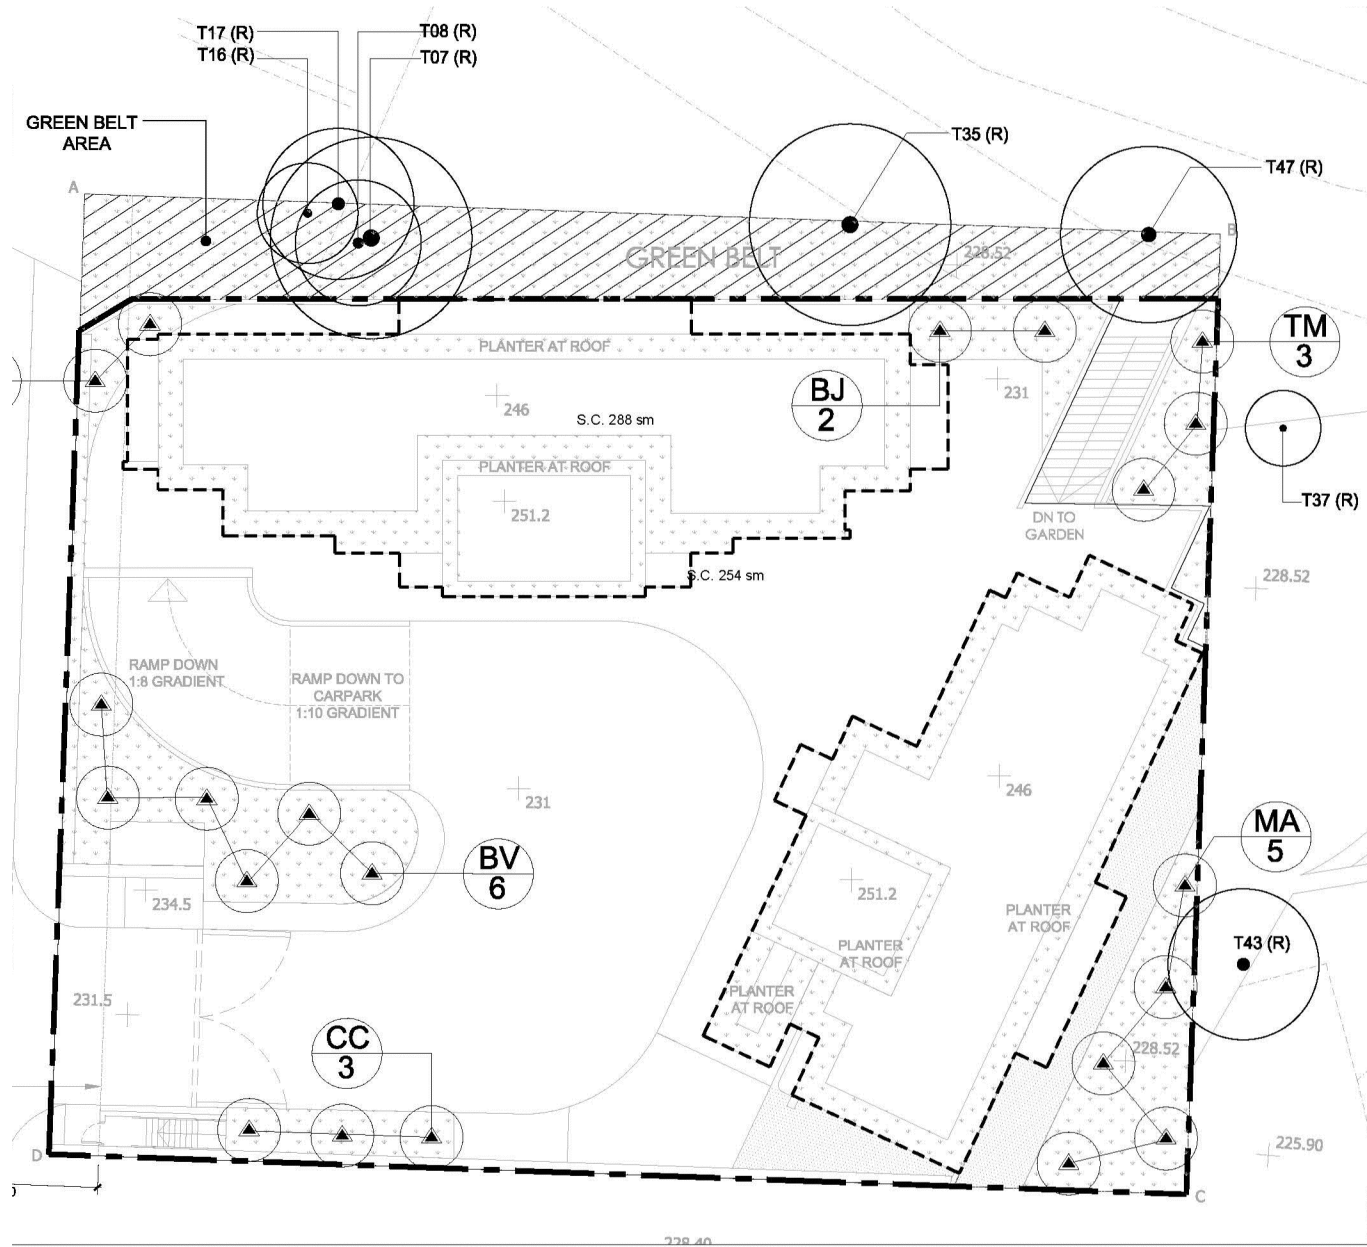 T17 (R)
T08 (R)
T16 (R)
T07 (R)
GREEN BELT
AREA
T35 (R)
T47 (R)
A
B
GREEN BELT
228.52
TM
3
PLANTER AT ROOF
BJ
2
231
246
S.C. 288 sm
PLANTER AT ROOF
T37 (R)
251.2
DN TO
GARDEN
S.C. 254 sm
228.52
RAMP DOWN
1:8 GRADIENT
RAMP DOWN TO
CARPARK
1:10 GRADIENT
231
246
MA
5
BV
6
234.5
251.2
PLANTER
AT ROOF
PLANTER
AT ROOF
T43 (R)
PLANTER
AT ROOF
231.5
CC
3
228.52
225.90
D
C
228.40